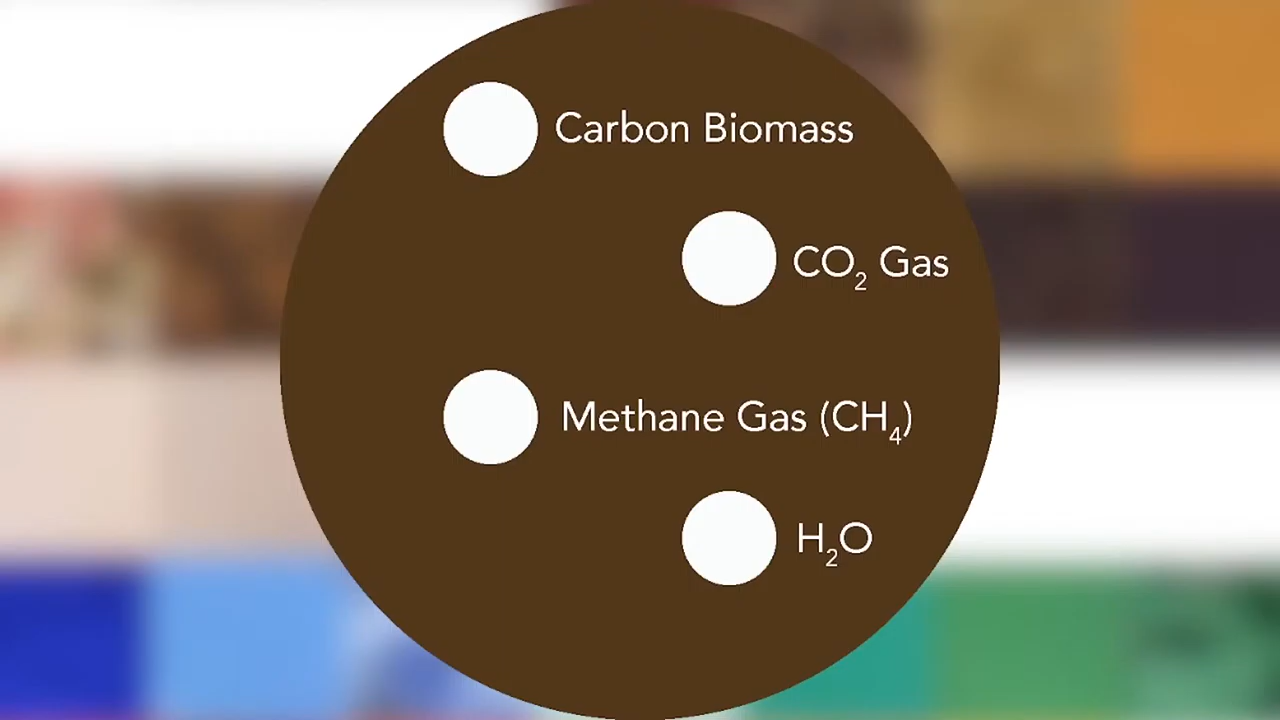 Carbon Biomass
CO₂ Gas
Methane Gas (CH₄)
H₂O